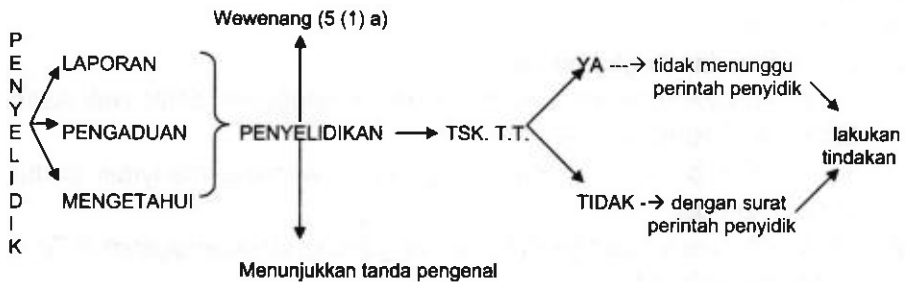 Wewenang (5 (1) a)
PENYELIDIK
LAPORAN
PENGADUAN
MENGETAHUI
PENYELIDIKAN
TSK. T.T.
YA ---→ tidak menunggu
perintah penyidik
TIDAK -→ dengan surat
perintah penyidik
lakukan
tindakan
Menunjukkan tanda pengenal